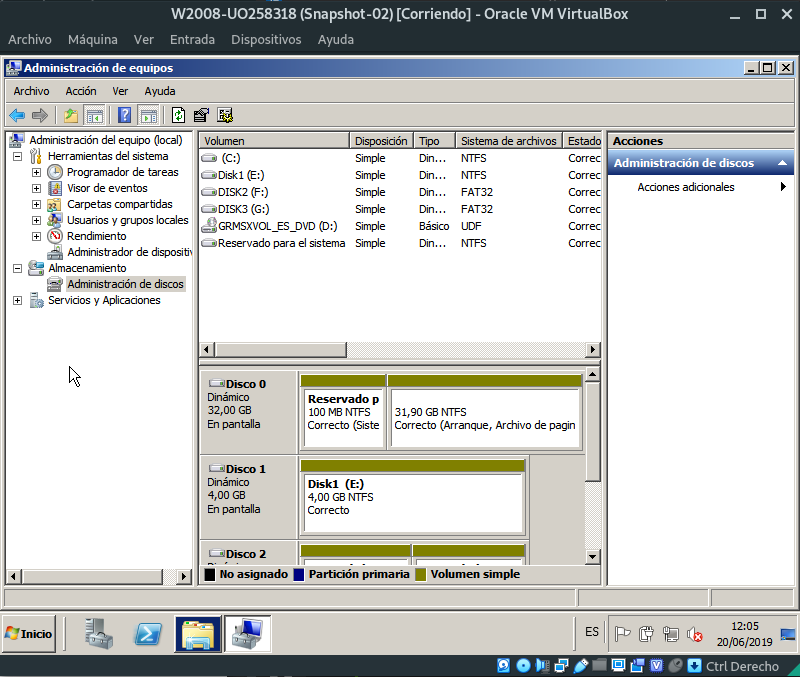 W2008-UO258318 (Snapshot-02) [Corriendo] - Oracle VM VirtualBox
Archivo Máquina Ver Entrada Dispositivos Ayuda
Administración de equipos
Archivo Acción Ver Ayuda
Administración del equipo (local)
Herramientas del sistema
Programador de tareas
Visor de eventos
Carpetas compartidas
Usuarios y grupos locales
Rendimiento
Administrador de dispositiv
Almacenamiento
Administración de discos
Servicios y Aplicaciones
Volumen Disposición Tipo Sistema de archivos Estado
(C:) Simple Din... NTFS Correc
Disk1 (E:) Simple Din... NTFS Correc
DISK2 (F:) Simple Din... FAT32 Correc
DISK3 (G:) Simple Din... FAT32 Correc
GRMSXVOL_ES_DVD (D:) Simple Básico UDF Correc
Reservado para el sistema Simple Din... NTFS Correc
Acciones
Administración de discos
Acciones adicionales
Disco 0
Dinámico
32,00 GB
En pantalla
Reservado p
100 MB NTFS
Correcto (Siste
31,90 GB NTFS
Correcto (Arranque, Archivo de pagin
Disco 1
Dinámico
4,00 GB
En pantalla
Disk1 (E:)
4,00 GB NTFS
Correcto
Disco 2
No asignado Partición primaria Volumen simple
Inicio
ES
12:05
20/06/2019
Ctrl Derecho